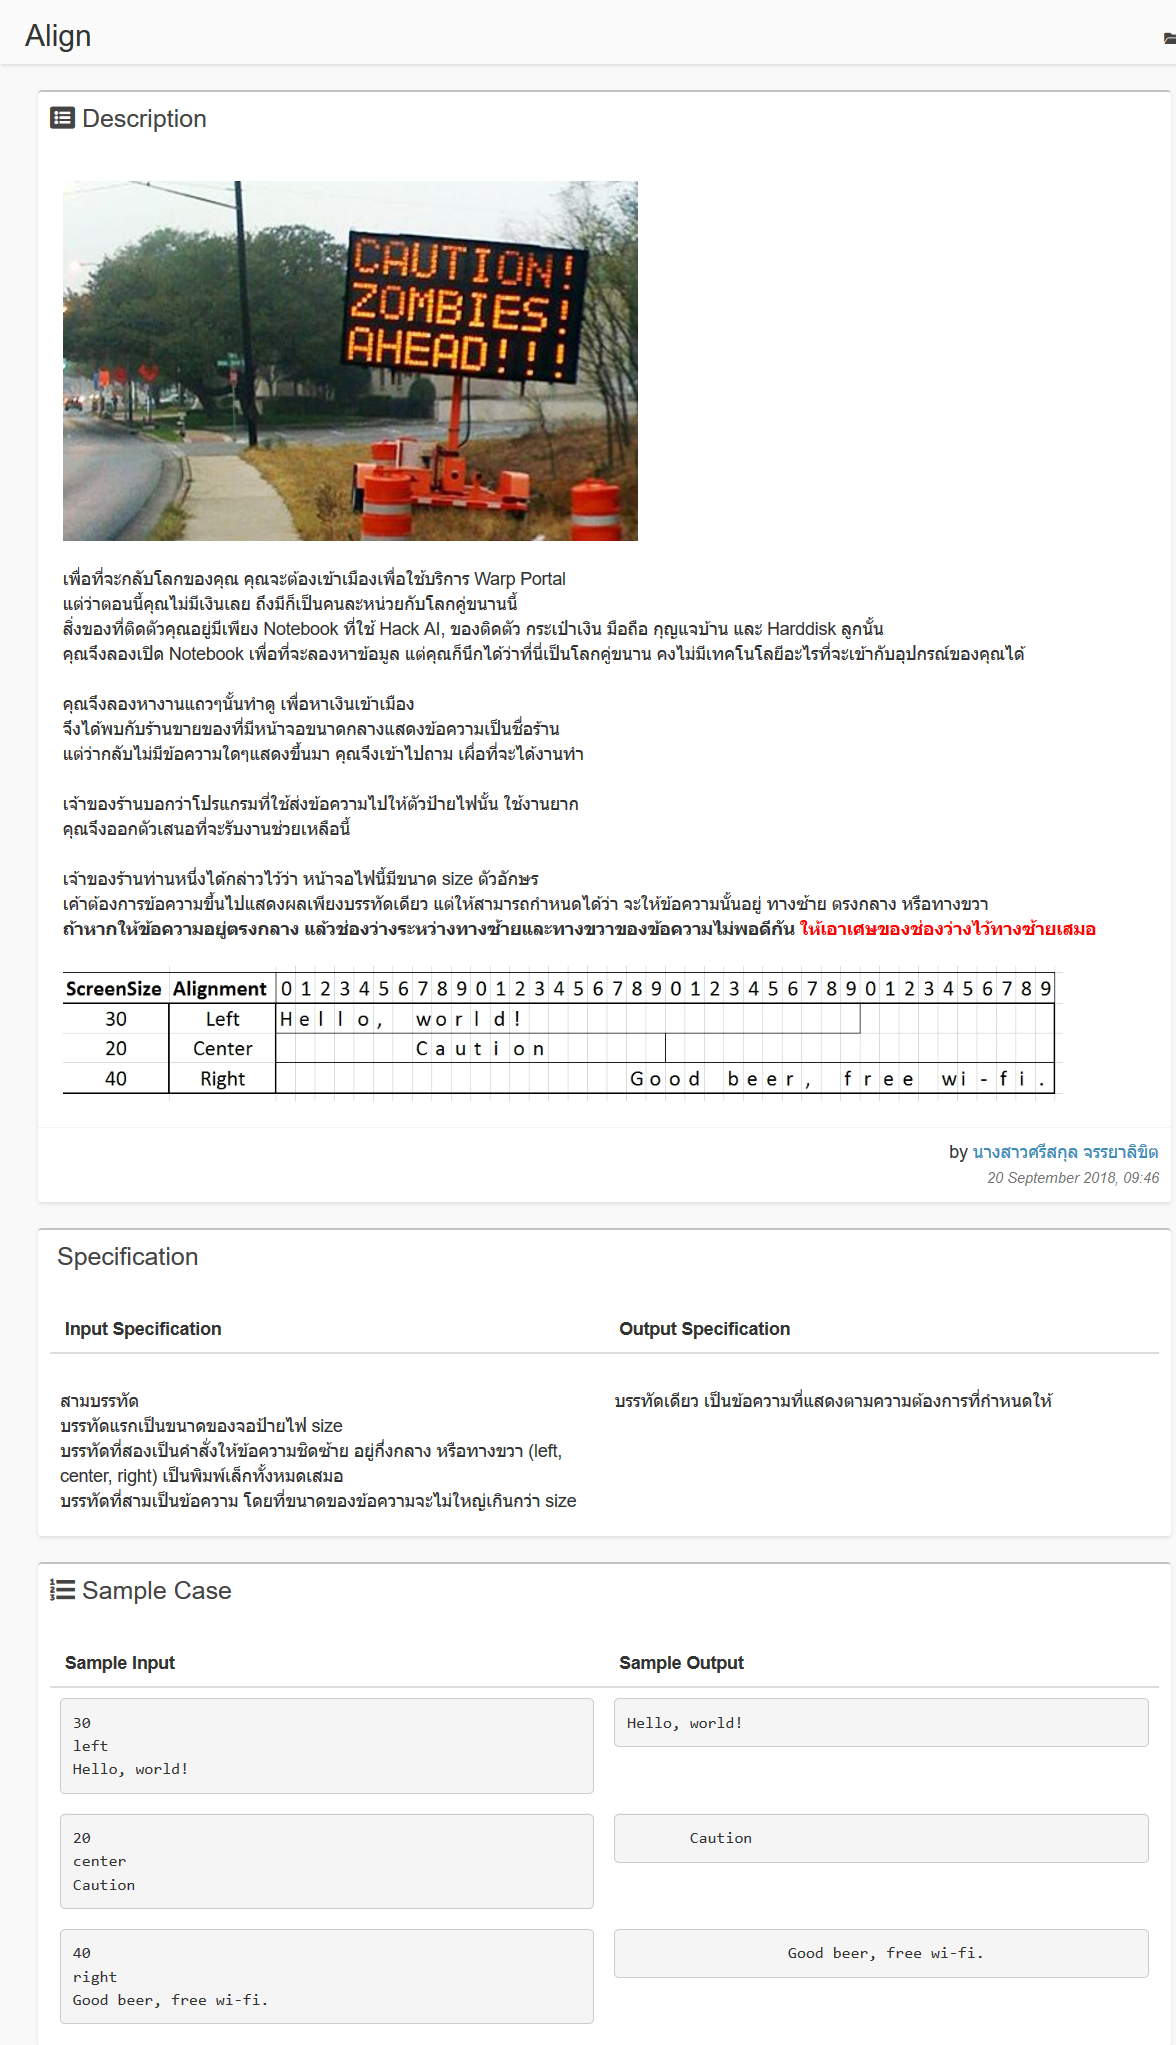 Align
Description
CAUTION!
ZOMBIES!
AHEAD!!!
เพื่อที่จะกลับโลกของคุณ คุณจะต้องเข้าเมืองเพื่อใช้บริการ Warp Portal
แต่ว่าตอนนี้คุณไม่มีเงินเลย ถึงมีก็เป็นคนละหน่วยกับโลกคู่ขนานนี้
สิ่งของที่ติดตัวคุณอยู่มีเพียง Notebook ที่ใช้ Hack AI, ของติดตัว กระเป๋าเงิน มือถือ กุญแจบ้าน และ Harddisk ลูกนั้น
คุณจึงลองเปิด Notebook เพื่อที่จะลองหาข้อมูล แต่คุณก็นึกได้ว่าที่นี่เป็นโลกคู่ขนาน คงไม่มีเทคโนโลยีอะไรที่จะเข้ากับอุปกรณ์ของคุณได้
คุณจึงลองหางานแถวๆนั้นทำดู เพื่อหาเงินเข้าเมือง
จึงได้พบกับร้านขายของที่มีหน้าจอขนาดกลางแสดงข้อความเป็นชื่อร้าน
แต่ว่ากลับไม่มีข้อความใดๆแสดงขึ้นมา คุณจึงเข้าไปถาม เผื่อที่จะได้งานทำ
เจ้าของร้านบอกว่าโปรแกรมที่ใช้ส่งข้อความไปให้ตัวป้ายไฟนั้น ใช้งานยาก
คุณจึงออกตัวเสนอที่จะรับงานช่วยเหลือนี้
เจ้าของร้านท่านหนึ่งได้กล่าวไว้ว่า หน้าจอไฟนี้มีขนาด size ตัวอักษร
เค้าต้องการข้อความขึ้นไปแสดงผลเพียงบรรทัดเดียว แต่ให้สามารถกำหนดได้ว่า จะให้ข้อความนั้นอยู่ ทางซ้าย ตรงกลาง หรือทางขวา
ถ้าหากให้ข้อความอยู่ตรงกลาง แล้วช่องว่างระหว่างทางซ้ายและทางขวาของข้อความไม่พอดีกัน ให้เอาเศษของช่องว่างไว้ทางซ้ายเสมอ
ScreenSize Alignment 0 1 2 3 4 5 6 7 8 9 0 1 2 3 4 5 6 7 8 9 0 1 2 3 4 5 6 7 8 9 0 1 2 3 4 5 6 7 8 9
30 Left Hello, world!
20 Center Caution
40 Right Good beer, free wi-fi.
by นางสาวศรีสกุล จรรยาลิขิต
20 September 2018, 09:46
Specification
Input Specification Output Specification
สามบรรทัด บรรทัดเดียว เป็นข้อความที่แสดงตามความต้องการที่กำหนดให้
บรรทัดแรกเป็นขนาดของจอป้ายไฟ size
บรรทัดที่สองเป็นคำสั่งให้ข้อความชิดซ้าย อยู่กึ่งกลาง หรือทางขวา (left,
center, right) เป็นพิมพ์เล็กทั้งหมดเสมอ
บรรทัดที่สามเป็นข้อความ โดยที่ขนาดของข้อความจะไม่ใหญ่เกินกว่า size
Sample Case
Sample Input Sample Output
30 Hello, world!
left
Hello, world!
20 Caution
center
Caution
40 Good beer, free wi-fi.
right
Good beer, free wi-fi.